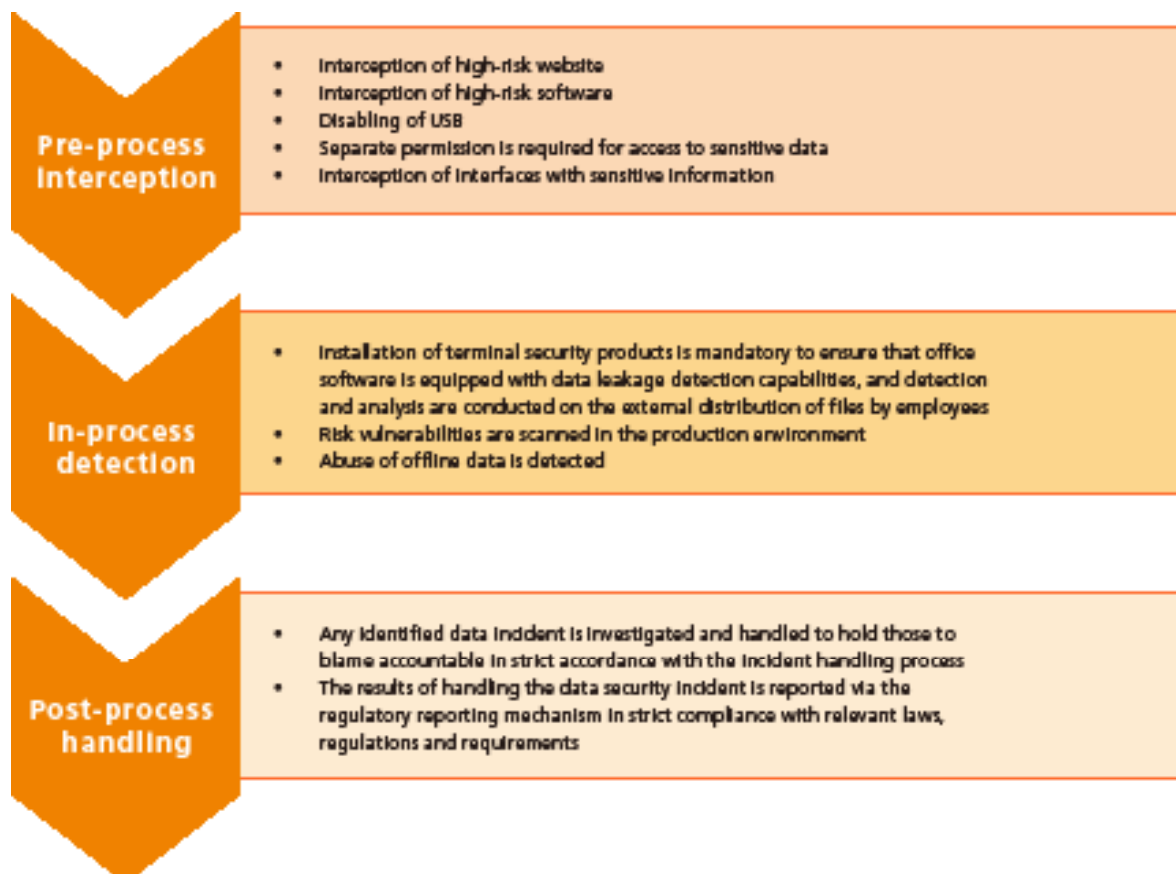 Pre-process
interception
• Interception of high-risk website
• Interception of high-risk software
• Disabling of USB
• Separate permission is required for access to sensitive data
• Interception of interfaces with sensitive information
In-process
detection
• Installation of terminal security products is mandatory to ensure that office
software is equipped with data leakage detection capabilities, and detection
and analysis are conducted on the external distribution of files by employees
• Risk vulnerabilities are scanned in the production environment
• Abuse of offline data is detected
Post-process
handling
• Any identified data incident is investigated and handled to hold those to
blame accountable in strict accordance with the incident handling process
• The results of handling the data security incident is reported via the
regulatory reporting mechanism in strict compliance with relevant laws,
regulations and requirements